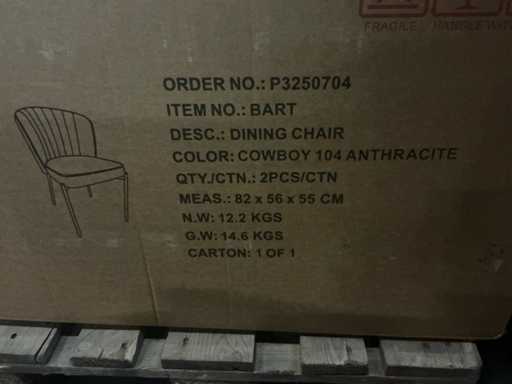 FRAGILE HANDLE WITH
ORDER NO.: P3250704
ITEM NO.: BART
DESC.: DINING CHAIR
COLOR: COWBOY 104 ANTHRACITE
QTY./CTN.: 2PCS/CTN
MEAS.: 82 x 56 x 55 CM
N.W: 12.2 KGS
G.W: 14.6 KGS
CARTON: 1 OF 1